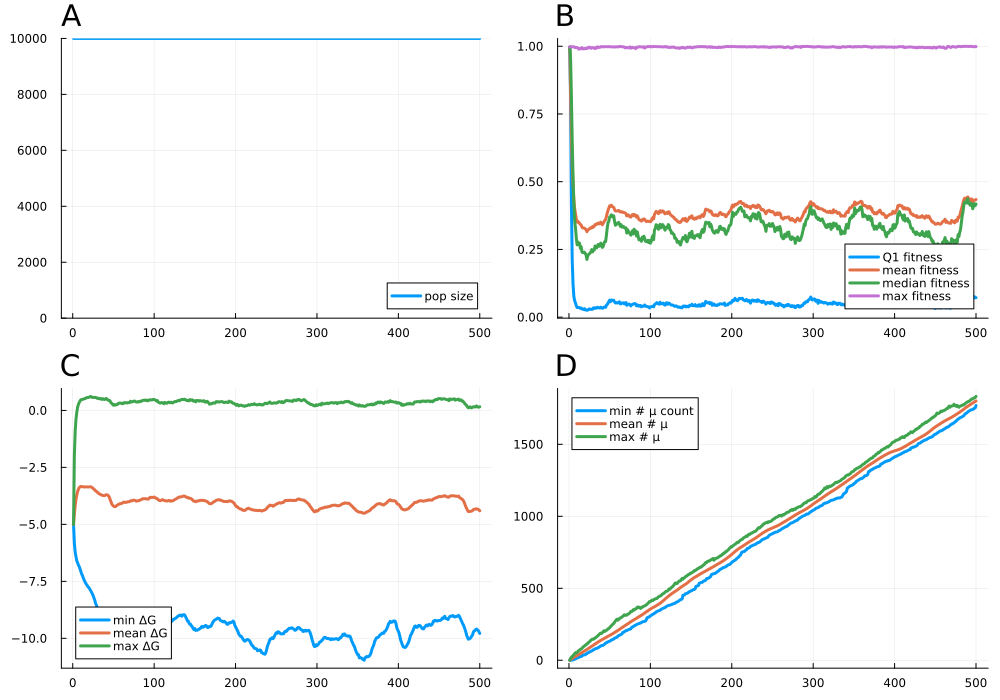 A
10000
8000
6000
4000
2000
0
0
100
200
300
400
500
pop size
B
1.00
0.75
0.50
0.25
0.00
0
100
200
300
400
500
Q1 fitness
mean fitness
median fitness
max fitness
C
0.0
−2.5
−5.0
−7.5
−10.0
0
100
200
300
400
500
min ΔG
mean ΔG
max ΔG
D
1500
1000
500
0
0
100
200
300
400
500
min # μ count
mean # μ
max # μ